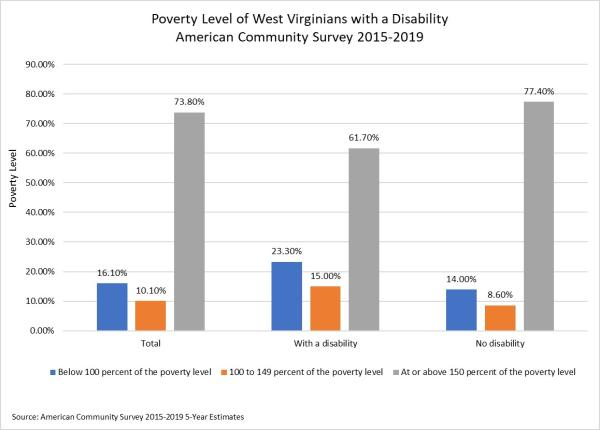 Poverty Level of West Virginians with a Disability
American Community Survey 2015-2019
90.00%
80.00%
70.00%
60.00%
50.00%
40.00%
30.00%
20.00%
10.00%
0.00%
Poverty Level
16.10%
10.10%
73.80%
23.30%
15.00%
61.70%
14.00%
8.60%
77.40%
Total
With a disability
No disability
Below 100 percent of the poverty level
100 to 149 percent of the poverty level
At or above 150 percent of the poverty level
Source: American Community Survey 2015-2019 5-Year Estimates